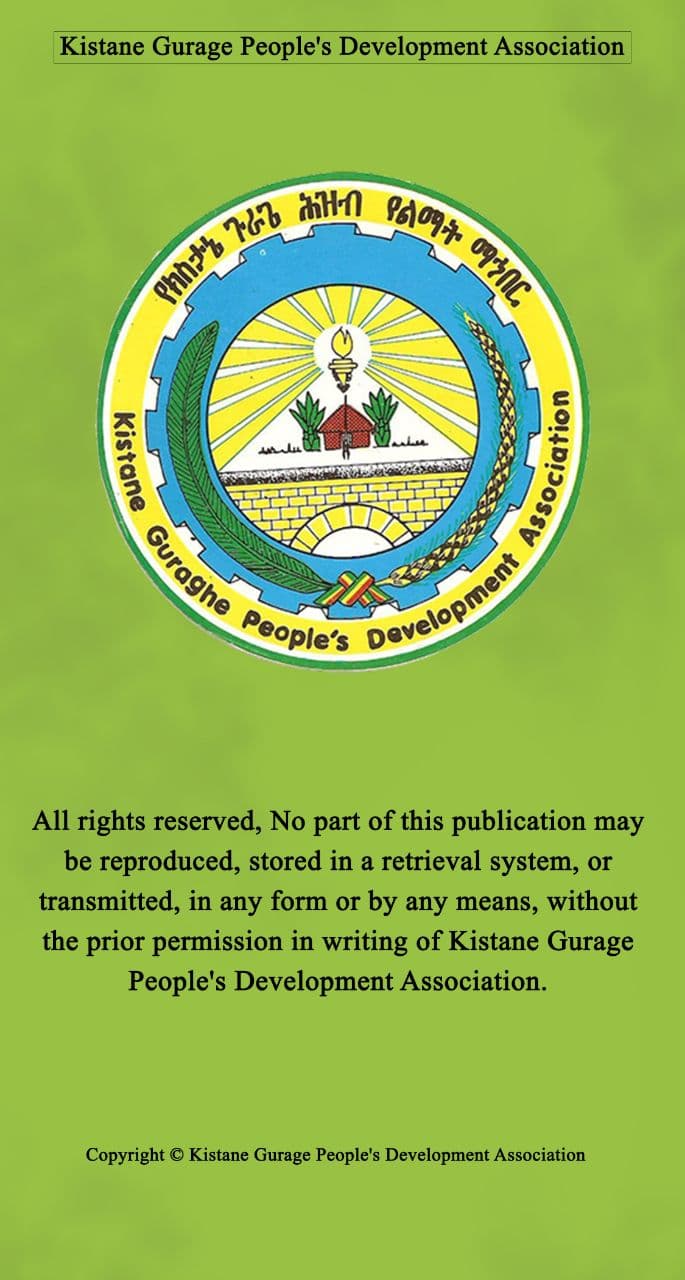 Kistane Gurage People's Development Association
የክስታኔ ጉራጌ ሕዝብ የልማት ማኅበር
Kistane Guraghe People's Development Association
All rights reserved, No part of this publication may
be reproduced, stored in a retrieval system, or
transmitted, in any form or by any means, without
the prior permission in writing of Kistane Gurage
People's Development Association.
Copyright © Kistane Gurage People's Development Association